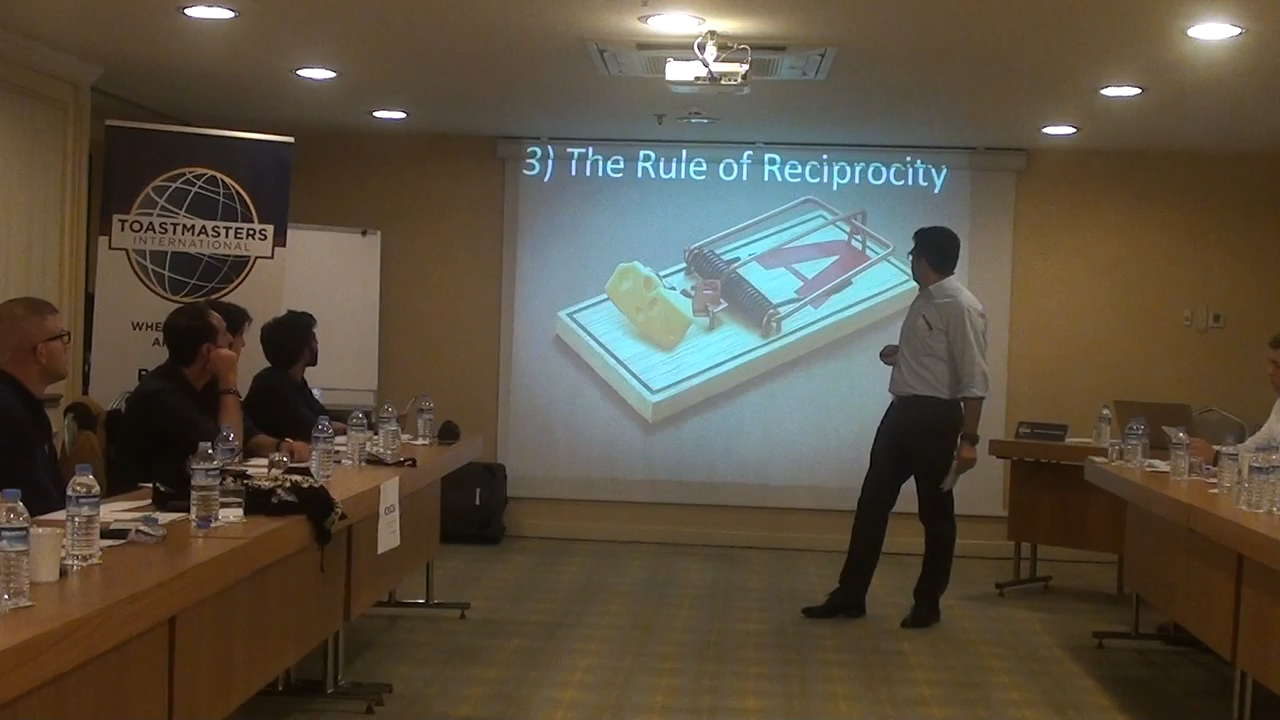 3) The Rule of Reciprocity
A
TOASTMASTERS
INTERNATIONAL
WHE